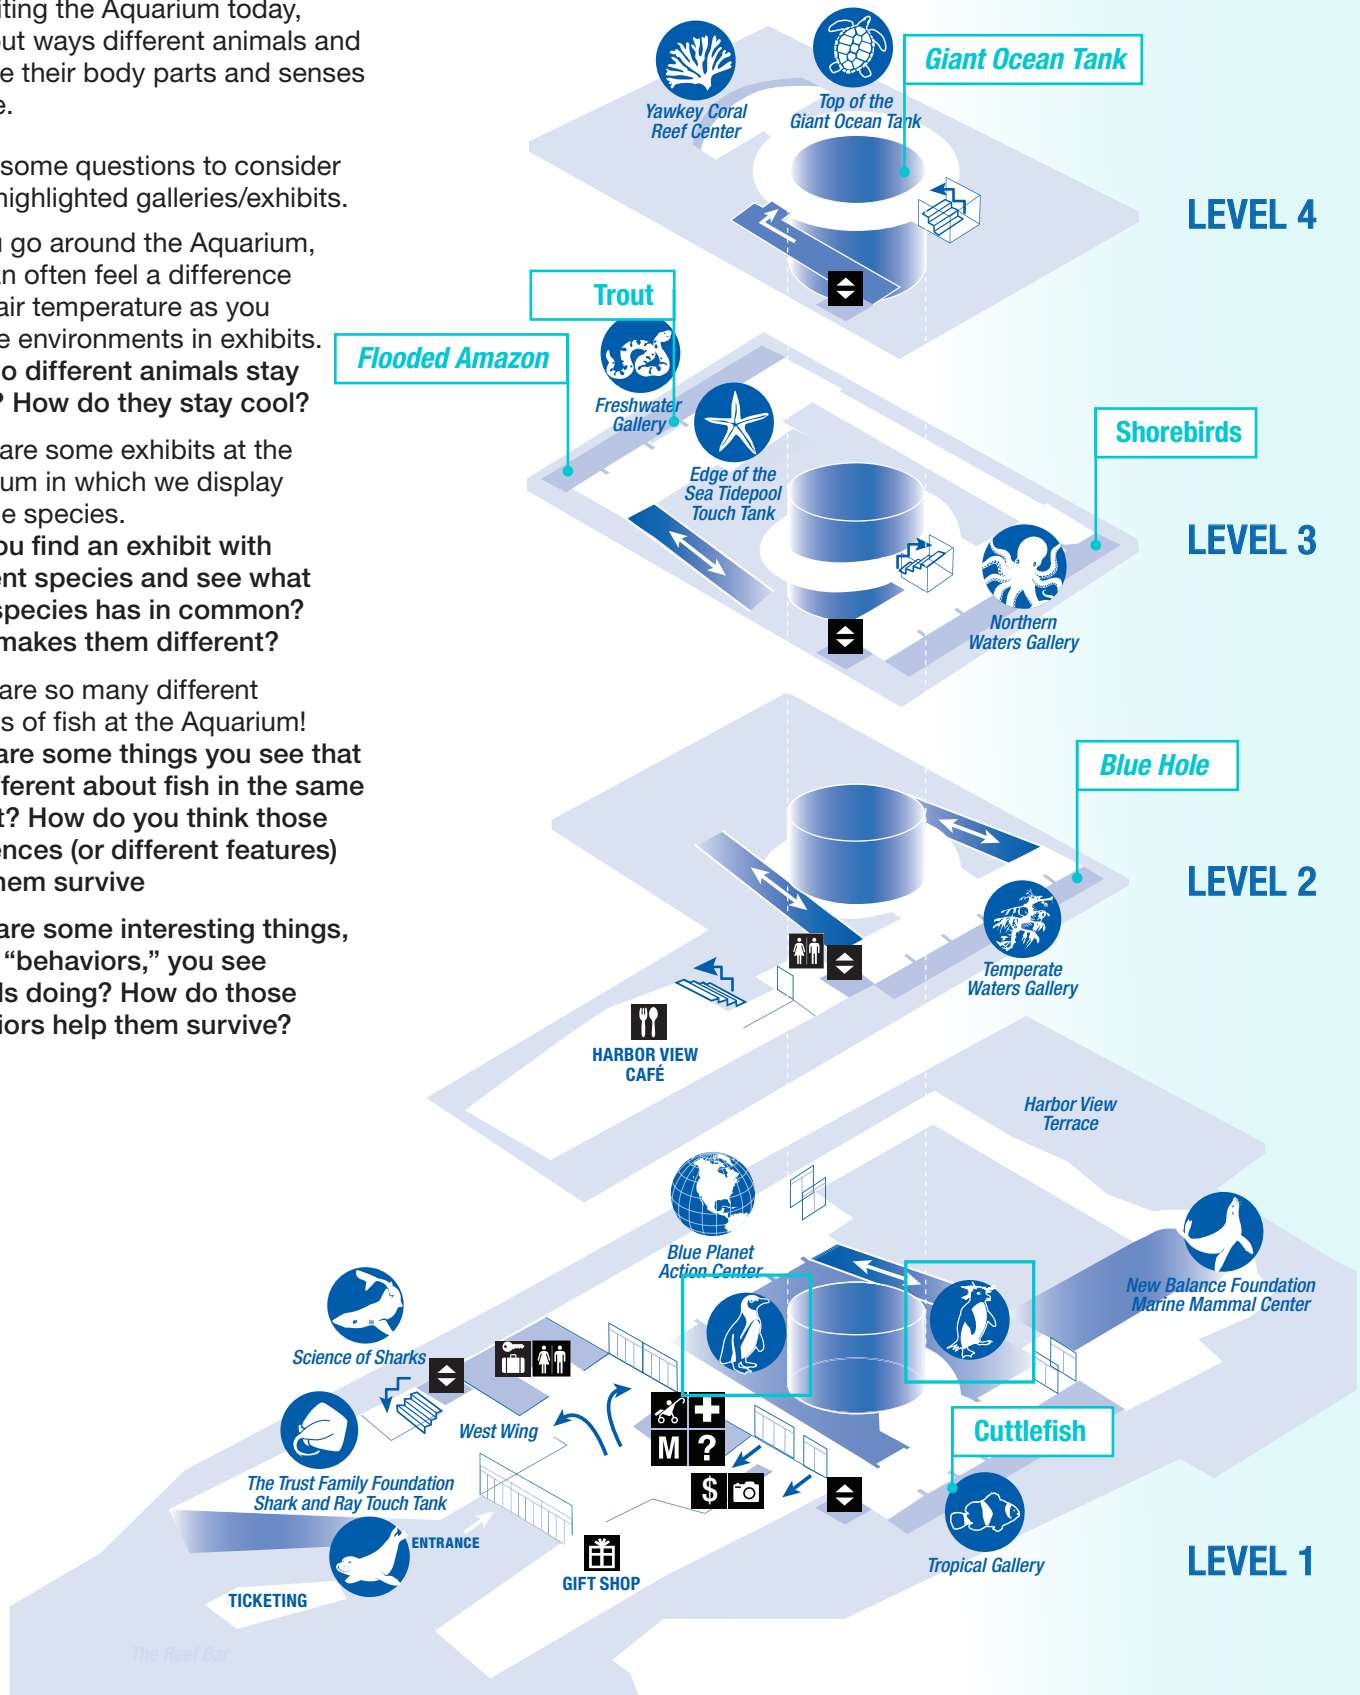 iting the Aquarium today,
out ways different animals and
e their body parts and senses
e.
some questions to consider
highlighted galleries/exhibits.
u go around the Aquarium,
an often feel a difference
air temperature as you
e environments in exhibits.
o different animals stay
? How do they stay cool?
are some exhibits at the
um in which we display
e species.
ou find an exhibit with
ent species and see what
species has in common?
makes them different?
are so many different
s of fish at the Aquarium!
are some things you see that
fferent about fish in the same
t? How do you think those
ences (or different features)
hem survive
are some interesting things,
“behaviors,” you see
ls doing? How do those
iors help them survive?
Yawkey Coral
Reef Center
Top of the
Giant Ocean Tank
Giant Ocean Tank
LEVEL 4
Trout
Flooded Amazon
Freshwater
Gallery
Edge of the
Sea Tidepool
Touch Tank
Shorebirds
Northern
Waters Gallery
LEVEL 3
Blue Hole
Temperate
Waters Gallery
LEVEL 2
HARBOR VIEW
CAFÉ
Harbor View
Terrace
Blue Planet
Action Center
New Balance Foundation
Marine Mammal Center
Science of Sharks
West Wing
M ?
$
The Trust Family Foundation
Shark and Ray Touch Tank
Cuttlefish
ENTRANCE
GIFT SHOP
Tropical Gallery
LEVEL 1
TICKETING
The Reef Bar